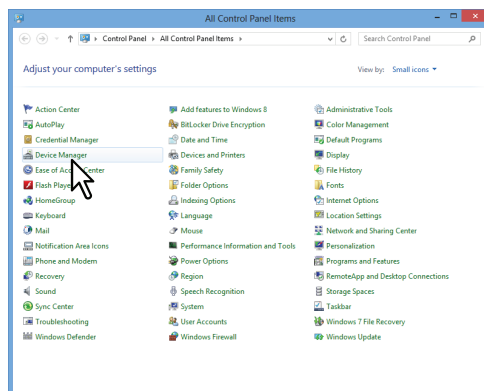 All Control Panel Items
Control Panel All Control Panel Items Search Control Panel
Adjust your computer's settings View by: Small icons
Action Center Add features to Windows 8 Administrative Tools
AutoPlay BitLocker Drive Encryption Color Management
Credential Manager Date and Time Default Programs
Device Manager Devices and Printers Display
Ease of Center Family Safety File History
Flash Player Folder Options Fonts
HomeGroup Indexing Options Internet Options
Keyboard Language Location Settings
Mail Mouse Network and Sharing Center
Notification Area Icons Performance Information and Tools Personalization
Phone and Modem Power Options Programs and Features
Recovery Region RemoteApp and Desktop Connections
Sound Speech Recognition Storage Spaces
Sync Center System Taskbar
Troubleshooting User Accounts Windows 7 File Recovery
Windows Defender Windows Firewall Windows Update